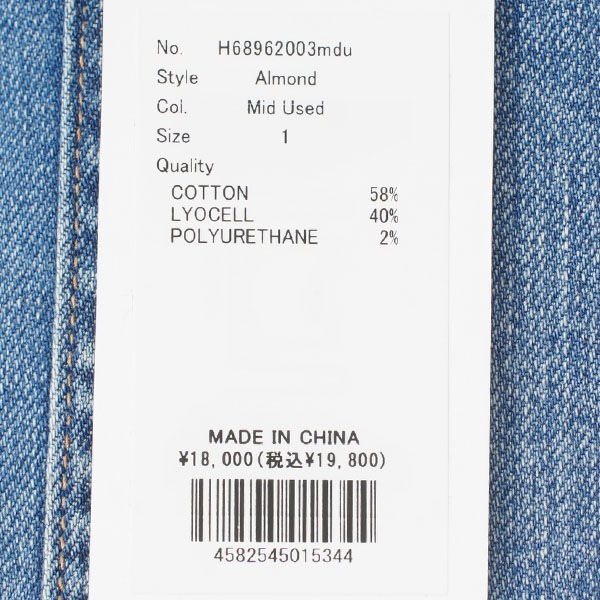 No. H68962003mdu
Style Almond
Col. Mid Used
Size 1
Quality
COTTON 58%
LYOCELL 40%
POLYURETHANE 2%
MADE IN CHINA
¥18,000(税込¥19,800)
4582545015344